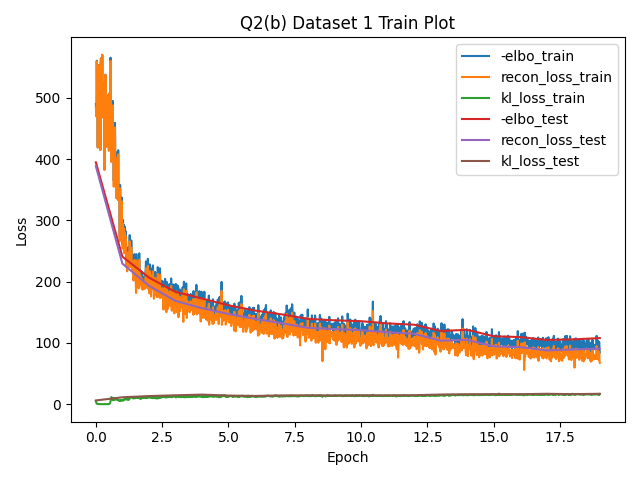 Q2(b) Dataset 1 Train Plot
-elbo_train
recon_loss_train
kl_loss_train
-elbo_test
recon_loss_test
kl_loss_test
Loss
500
400
300
200
100
0
0.0 2.5 5.0 7.5 10.0 12.5 15.0 17.5
Epoch